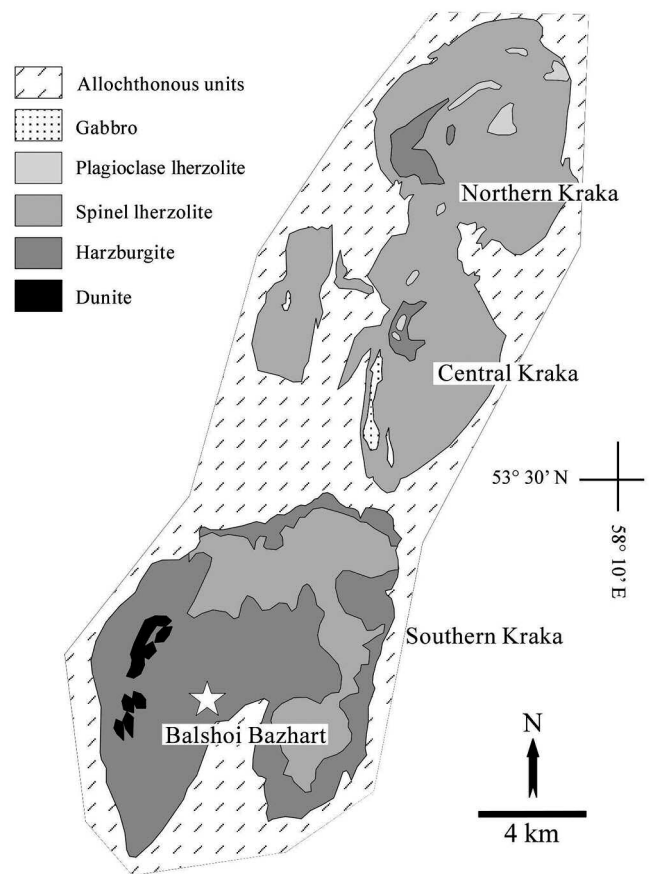 Allochthonous units
Gabbro
Plagioclase lherzolite
Spinel lherzolite
Harzburgite
Dunite
Northern Kraka
Central Kraka
53° 30’ N
58° 10’ E
Southern Kraka
Balshoi Bazhart
N
4 km